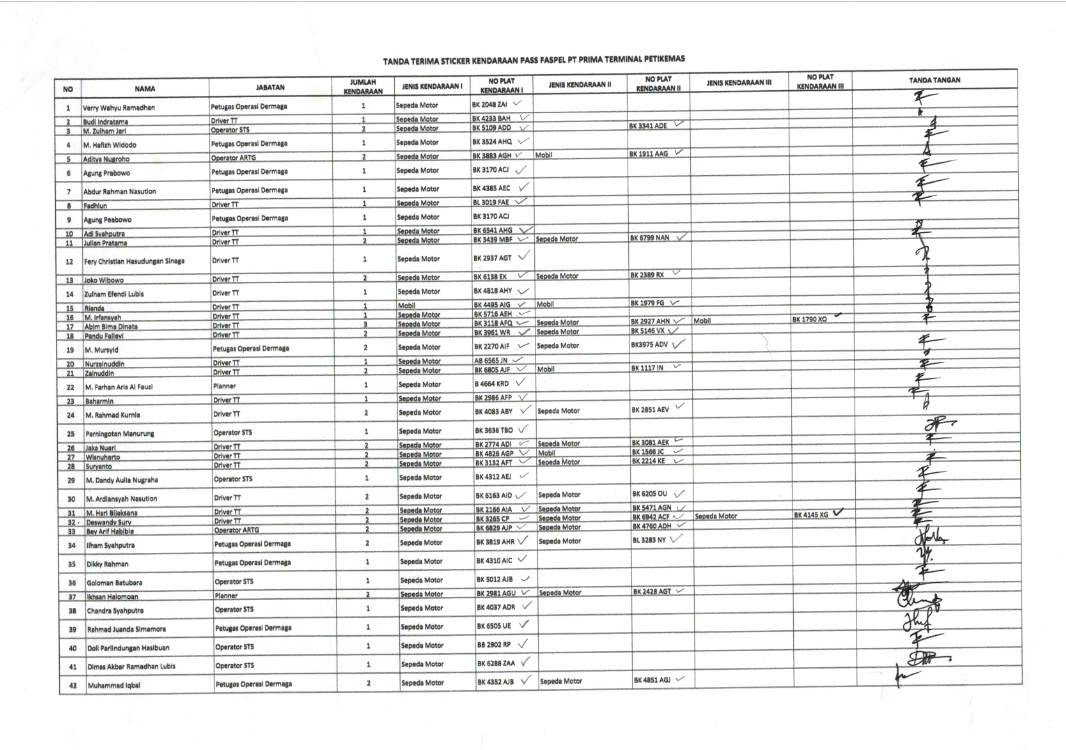 TANDA TERIMA STICKER KENDARAAN PASS FASPEL PT PRIMA TERMINAL PETIKEMAS
NO NAMA JABATAN JUMLAH KENDARAAN JENIS KENDARAAN I NO PLAT KENDARAAN I JENIS KENDARAAN II NO PLAT KENDARAAN II JENIS KENDARAAN III NO PLAT KENDARAAN III TANDA TANGAN
1 Verry Wahyu Ramadhan Petugas Operasi Dermaga 1 Sepeda Motor BK 2048 ZAI
2 Budi Indratama Driver TT 1 Sepeda Motor BK 4233 BAH
3 M. Zulham Jeri Operator STS 2 Sepeda Motor BK 5109 ADD BK 3341 ADE
4 M. Hafizh Widodo Petugas Operasi Dermaga 1 Sepeda Motor BK 3524 AHQ
5 Aditya Nugroho Operator ARTG 2 Sepeda Motor BK 3883 AGH Mobil BK 1911 AAG
6 Agung Prabowo Petugas Operasi Dermaga 1 Sepeda Motor BK 3170 ACJ
7 Abdur Rahman Nasution Petugas Operasi Dermaga 1 Sepeda Motor BK 4385 AEC
8 Fadhlun Driver TT 1 Sepeda Motor BL 3019 FAE
9 Agung Peabowo Petugas Operasi Dermaga 1 Sepeda Motor BK 3170 ACJ
10 Adi Syahputra Driver TT 1 Sepeda Motor BK 6541 AHG
11 Julian Pratama Driver TT 2 Sepeda Motor BK 3439 MBF Sepeda Motor BK 6799 NAN
12 Fery Christian Hasudungan Sinaga Driver TT 1 Sepeda Motor BK 2937 AGT
13 Joko Wibowo Driver TT 2 Sepeda Motor BK 6138 EK Sepeda Motor BK 2389 RX
14 Zulham Efendi Lubis Driver TT 1 Sepeda Motor BK 4818 AHY
15 Rianda Driver TT 1 Mobil BK 4495 AIG Mobil BK 1979 FG
16 M. Irfansyah Driver TT 1 Sepeda Motor BK 5716 AEH
17 Abim Bima Dinata Driver TT 3 Sepeda Motor BK 3118 AFQ Sepeda Motor BK 2927 AHN Mobil BK 1790 XO
18 Pandu Fallevi Driver TT 2 Sepeda Motor BK 3961 WR Sepeda Motor BK 5146 VX
19 M. Mursyid Petugas Operasi Dermaga 2 Sepeda Motor BK 2270 AIF Sepeda Motor BK3975 ADV
20 Nurzainuddin Driver TT 1 Sepeda Motor AB 6565 JN
21 Zainuddin Driver TT 2 Sepeda Motor BK 6805 AJF Mobil BK 1117 IN
22 M. Farhan Aris Al Fauzi Planner 1 Sepeda Motor B 4664 KRD
23 Baharmin Driver TT 1 Sepeda Motor BK 2986 AFP
24 M. Rahmad Kurnia Driver TT 2 Sepeda Motor BK 4083 ABY Sepeda Motor BK 2851 AEV
25 Parningotan Manurung Operator STS 1 Sepeda Motor BK 3636 TBO
26 Jaka Nuari Driver TT 2 Sepeda Motor BK 2774 ADI Sepeda Motor BK 3081 AEK
27 Wanuharto Driver TT 2 Sepeda Motor BK 4826 AGP Mobil BK 1566 JC
28 Suryanto Driver TT 2 Sepeda Motor BK 3132 AFT Sepeda Motor BK 2214 KE
29 M. Dandy Aulia Nugraha Operator STS 1 Sepeda Motor BK 4312 AEJ
30 M. Ardiansyah Nasution Driver TT 2 Sepeda Motor BK 6163 AID Sepeda Motor BK 6205 OU
31 M. Hari Bijaksana Driver TT 2 Sepeda Motor BK 2166 AIA Sepeda Motor BK 5471 AGN
32 Deswandy Sury Driver TT 2 Sepeda Motor BK 3265 CP Sepeda Motor BK 6942 ACF Sepeda Motor BK 4145 XG
33 Bey Arif Habibie Operator ARTG 2 Sepeda Motor BK 6829 AJP Sepeda Motor BK 4760 ADH
34 Ilham Syahputra Petugas Operasi Dermaga 2 Sepeda Motor BK 3819 AHR Sepeda Motor BL 3283 NY
35 Dikky Rahman Petugas Operasi Dermaga 1 Sepeda Motor BK 4310 AIC
36 Goloman Batubara Operator STS 1 Sepeda Motor BK 5012 AJB
37 Ikhsan Halomoan Planner 2 Sepeda Motor BK 2981 AGU Sepeda Motor BK 2428 AGT
38 Chandra Syahputra Operator STS 1 Sepeda Motor BK 4037 ADR
39 Rahmad Juanda Simamora Petugas Operasi Dermaga 1 Sepeda Motor BK 6505 UE
40 Doli Parlindungan Hasibuan Operator STS 1 Sepeda Motor BB 2902 RP
41 Dimas Akbar Ramadhan Lubis Operator STS 1 Sepeda Motor BK 6288 ZAA
42 Muhammad Iqbal Petugas Operasi Dermaga 2 Sepeda Motor BK 4352 AJB Sepeda Motor BK 4851 AGJ